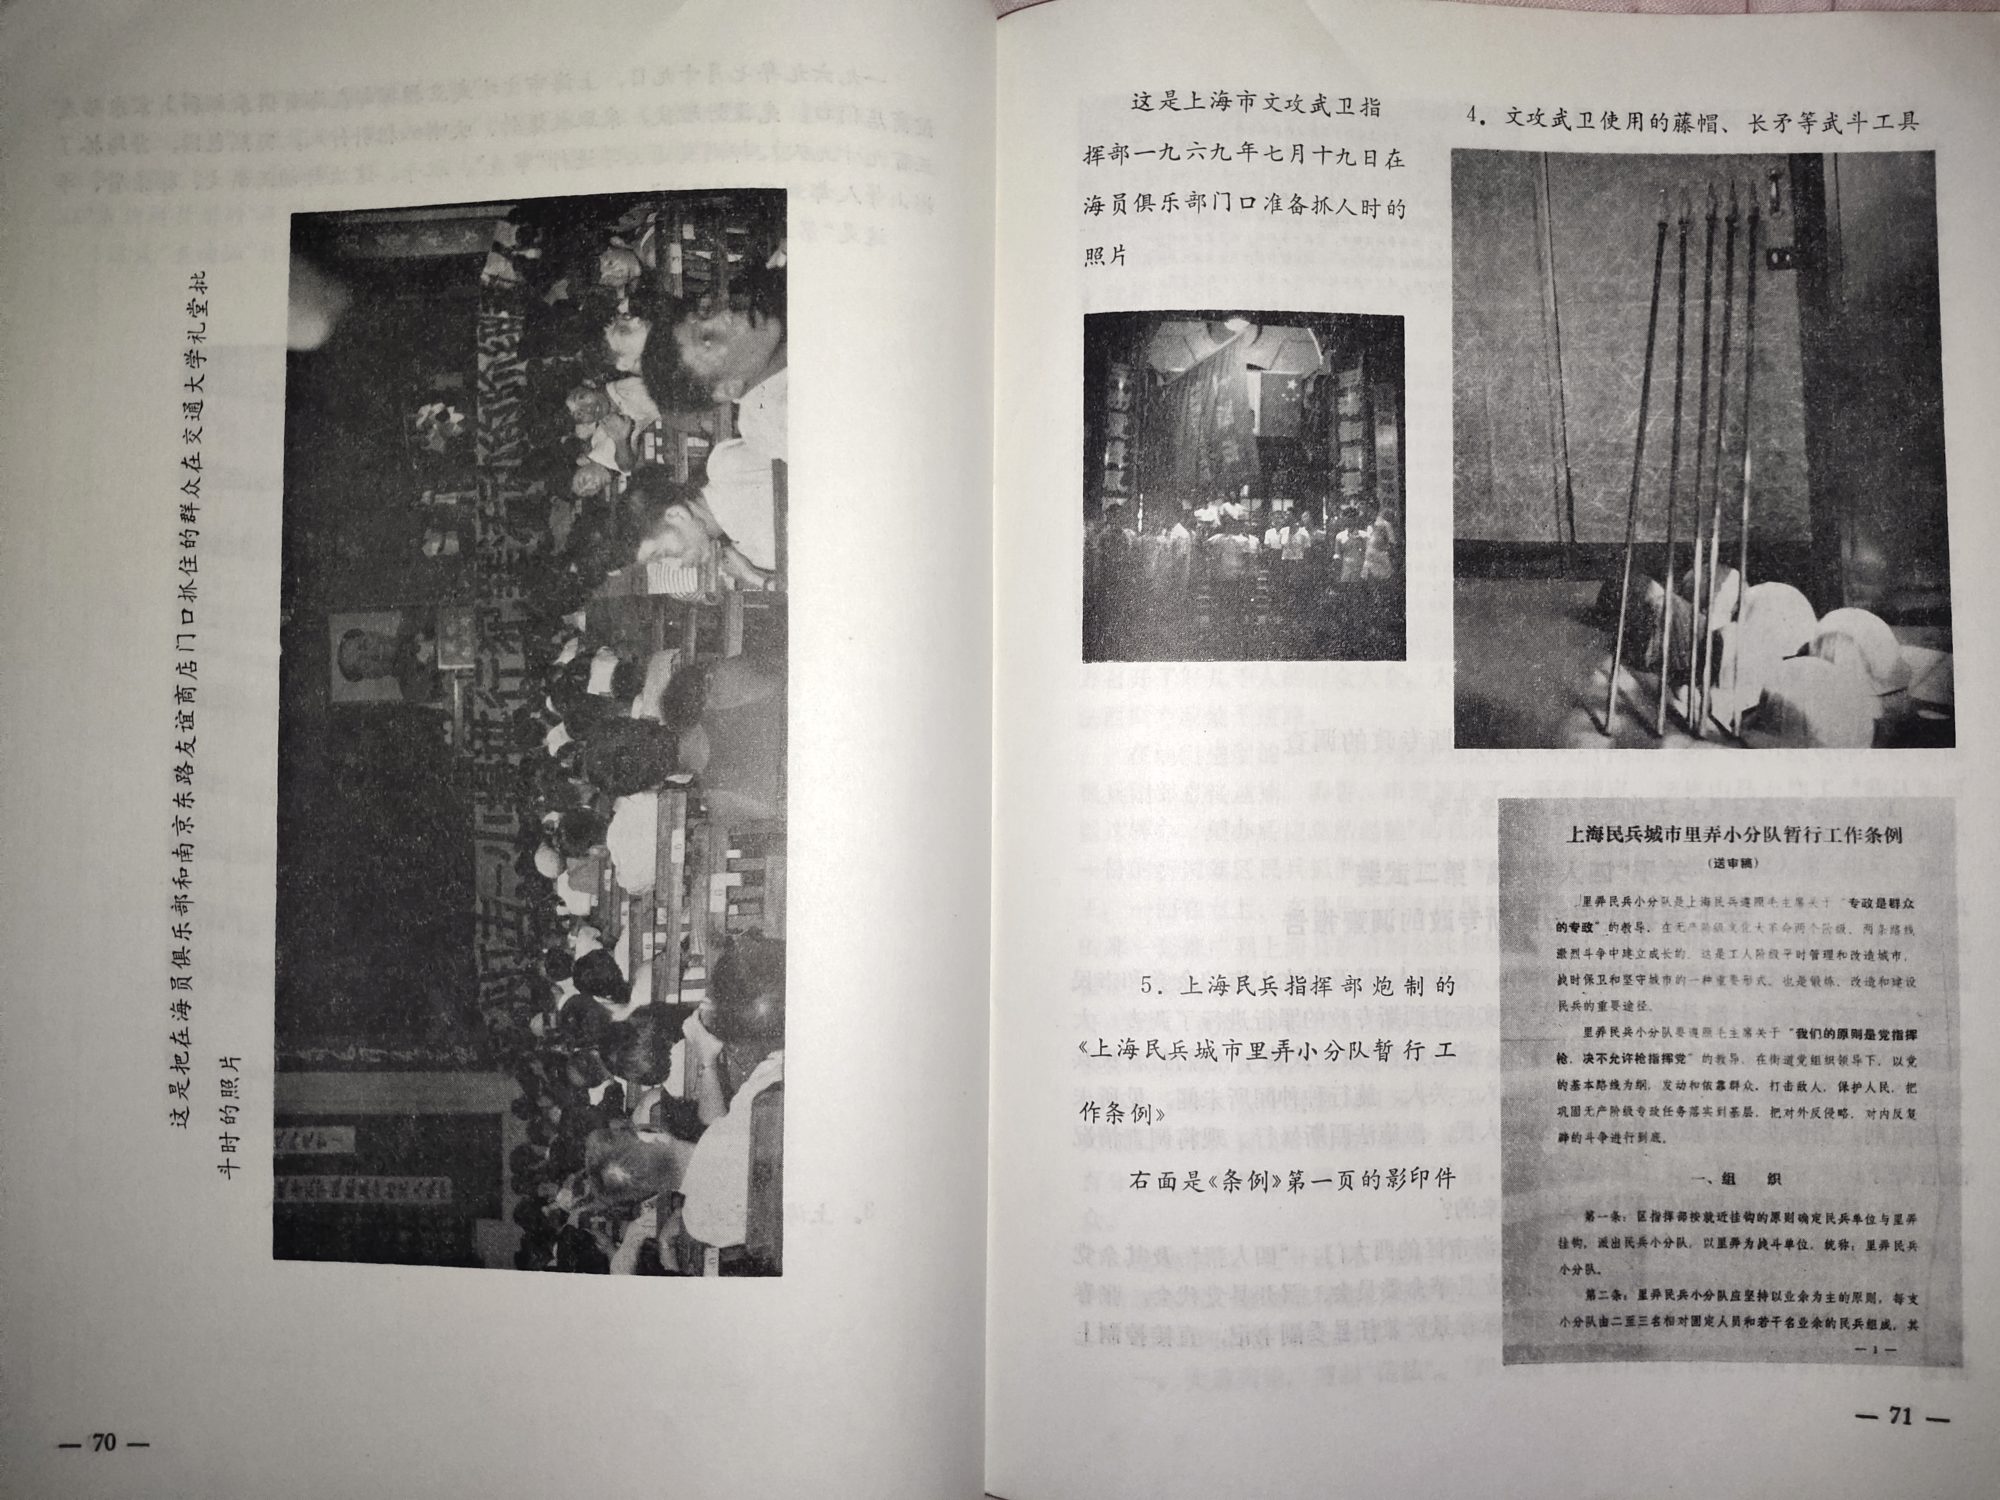 这是把在海员俱乐部和南京东路友谊商店门口抓住的群众在交通大学礼堂批
斗时的照片
— 70 —
这是上海市文攻武卫指
挥部一九六九年七月十九日在
海员俱乐部门口准备抓人时的
照片
4. 文攻武卫使用的藤帽、长矛等武斗工具
5. 上海民兵指挥部炮制的
《上海民兵城市里弄小分队暂行工
作条例》
右面是《条例》第一页的影印件
上海民兵城市里弄小分队暂行工作条例
(送审稿)
里弄民兵小分队是上海民兵遵照毛主席关于“专政是群众
的专政”的教导,在无产阶级文化大革命两个阶级、两条路线
激烈斗争中建立成长的。这是工人阶级平时管理和改造城市,
战时保卫和坚守城市的一种重要形式,也是锻炼、改造和建设
民兵的重要途径。
里弄民兵小分队要遵照毛主席关于“我们的原则是党指挥
枪,决不允许枪指挥党”的教导,在街道党组织领导下,以党
的基本路线为纲,发动和依靠群众,打击敌人,保护人民,把
巩固无产阶级专政任务落实到基层,把对外反侵略,对内反复
辟的斗争进行到底。
一、组 织
第一条:区指挥部按就近挂钩的原则确定民兵单位与里弄
挂钩,派出民兵小分队,以里弄为战斗单位,统称:里弄民兵
小分队。
第二条:里弄民兵小分队应坚持以业余为主的原则,每支
小分队由二至三名相对固定人员和若干名业余的民兵组成,其
— 1 —
— 71 —